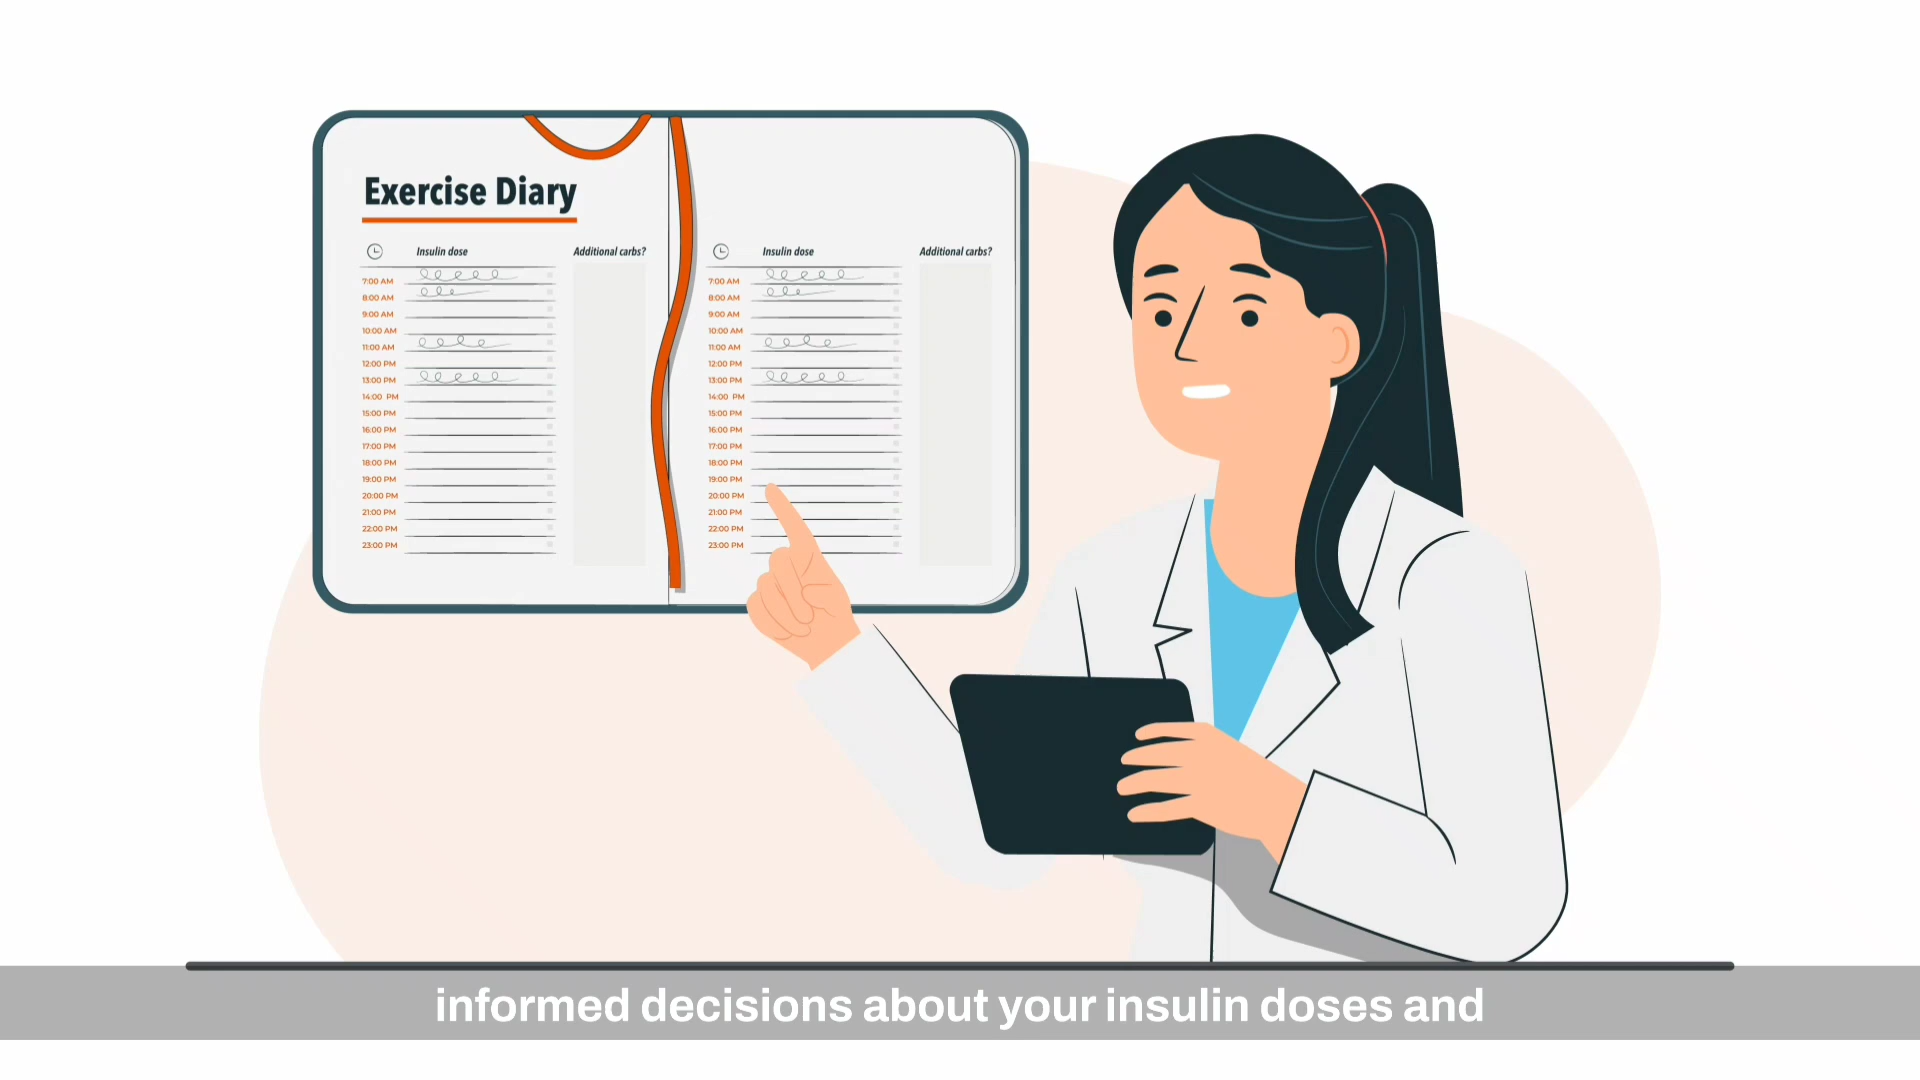 Exercise Diary
Insulin dose Additional carbs?
7:00 AM
8:00 AM
9:00 AM
10:00 AM
11:00 AM
12:00 PM
13:00 PM
14:00 PM
15:00 PM
16:00 PM
17:00 PM
18:00 PM
19:00 PM
20:00 PM
21:00 PM
22:00 PM
23:00 PM
Insulin dose Additional carbs?
7:00 AM
8:00 AM
9:00 AM
10:00 AM
11:00 AM
12:00 PM
13:00 PM
14:00 PM
15:00 PM
16:00 PM
17:00 PM
18:00 PM
19:00 PM
20:00 PM
21:00 PM
22:00 PM
23:00 PM
informed decisions about your insulin doses and